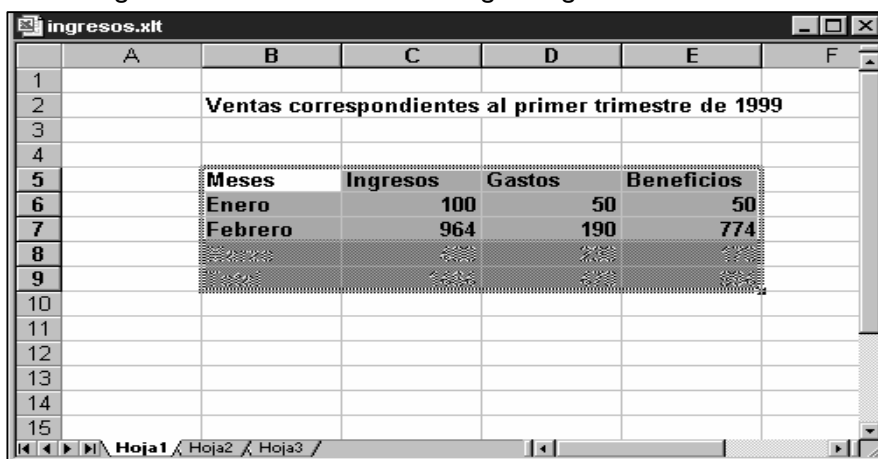 ingresos.xlt
A B C D E F
1
2 Ventas correspondientes al primer trimestre de 1999
3
4
5 Meses Ingresos Gastos Beneficios
6 Enero 100 50 50
7 Febrero 964 190 774
8
9
10
11
12
13
14
15
Hoja1 Hoja2 Hoja3